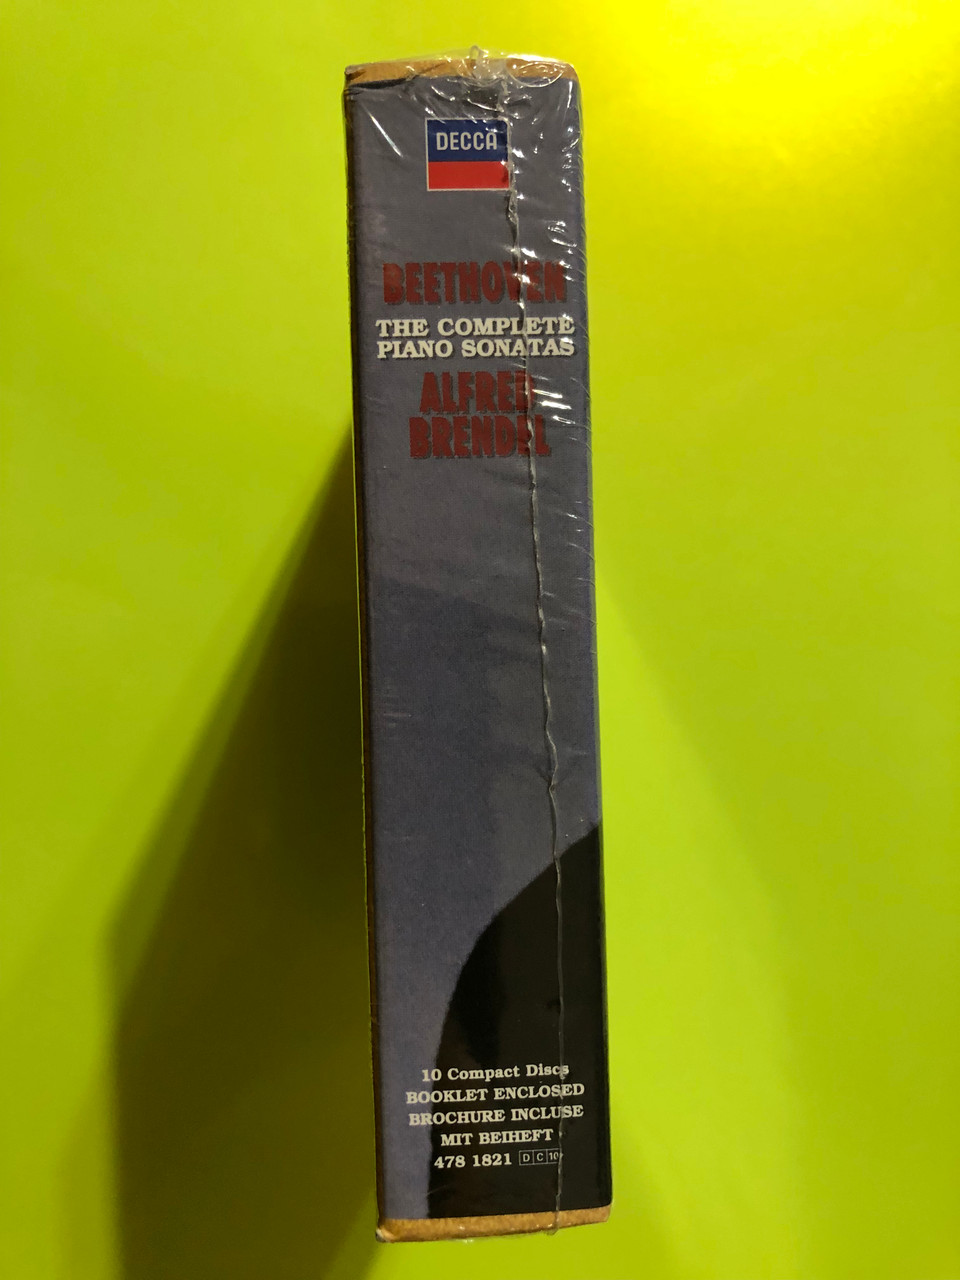 DECCA
BEETHOVEN
THE COMPLETE
PIANO SONATAS
ALFRED
BRENDEL
10 Compact Discs
BOOKLET ENCLOSED
BROCHURE INCLUSE
MIT BEIHEFT
478 1821 D C 10